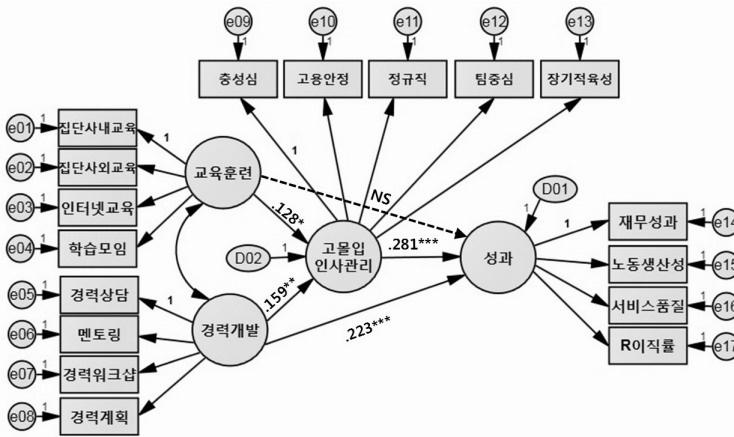 e09
e10
e11
e12
e13
1
1
1
1
1
충성심
고용안정
정규직
팀중심
장기적육성
e01
1
집단사내교육
1
e02
1
집단사외교육
e03
1
인터넷교육
e04
1
학습모임
교육훈련
1
NS
.128*
D02
1
고몰입
인사관리
.281***
D01
1
성과
1
재무성과
1
e14
노동생산성
1
e15
서비스품질
1
e16
R이직률
1
e17
e05
1
경력상담
1
e06
1
멘토링
e07
1
경력워크샵
e08
1
경력계획
경력개발
.159**
.223***